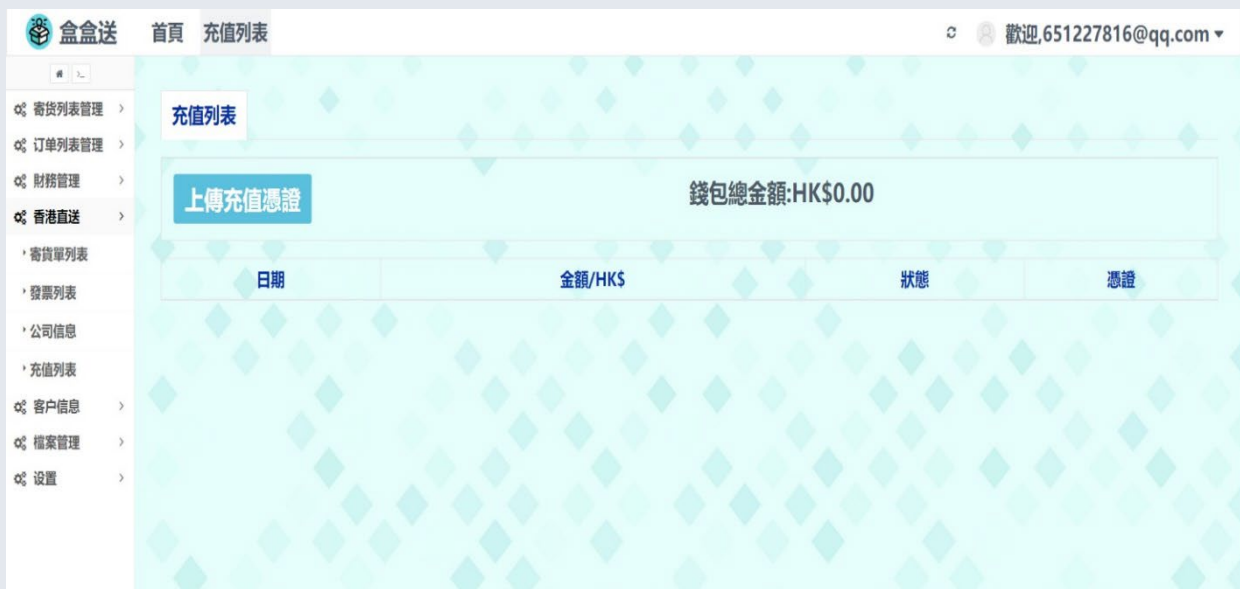 盒盒送 首頁 充值列表 歡迎,651227816@qq.com
寄货列表管理
订单列表管理
財務管理
香港直送
寄貨單列表
發票列表
公司信息
充值列表
客户信息
檔案管理
设置
充值列表
上傳充值憑證 錢包總金額:HK$0.00
日期 金額/HK$ 狀態 憑證